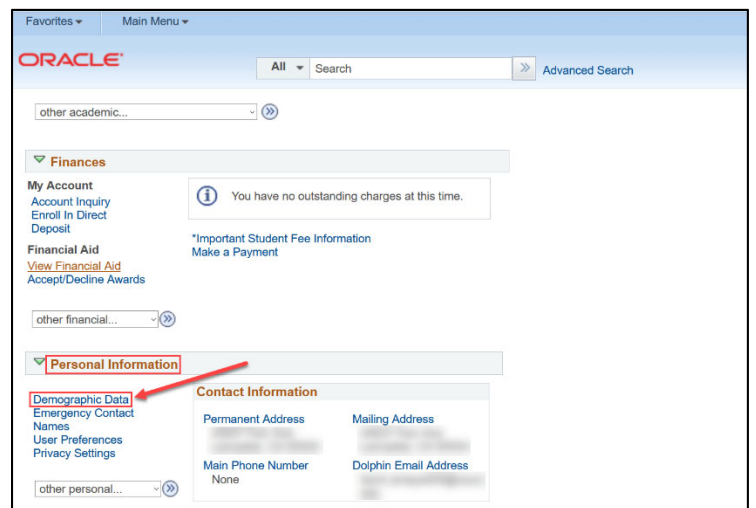 Favorites Main Menu
ORACLE
All Search Advanced Search
other academic...
Finances
My Account
Account Inquiry
Enroll In Direct
Deposit
You have no outstanding charges at this time.
Financial Aid
View Financial Aid
Accept/Decline Awards
*Important Student Fee Information
Make a Payment
other financial...
Personal Information
Demographic Data
Emergency Contact
Names
User Preferences
Privacy Settings
Contact Information
Permanent Address Mailing Address
Main Phone Number Dolphin Email Address
None
other personal...